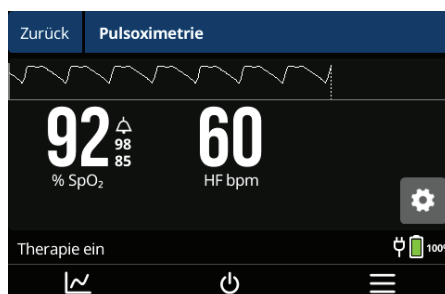 Zurück Pulsoximetrie
92 98 60
85
% SpO₂ HF bpm
Therapie ein 100%